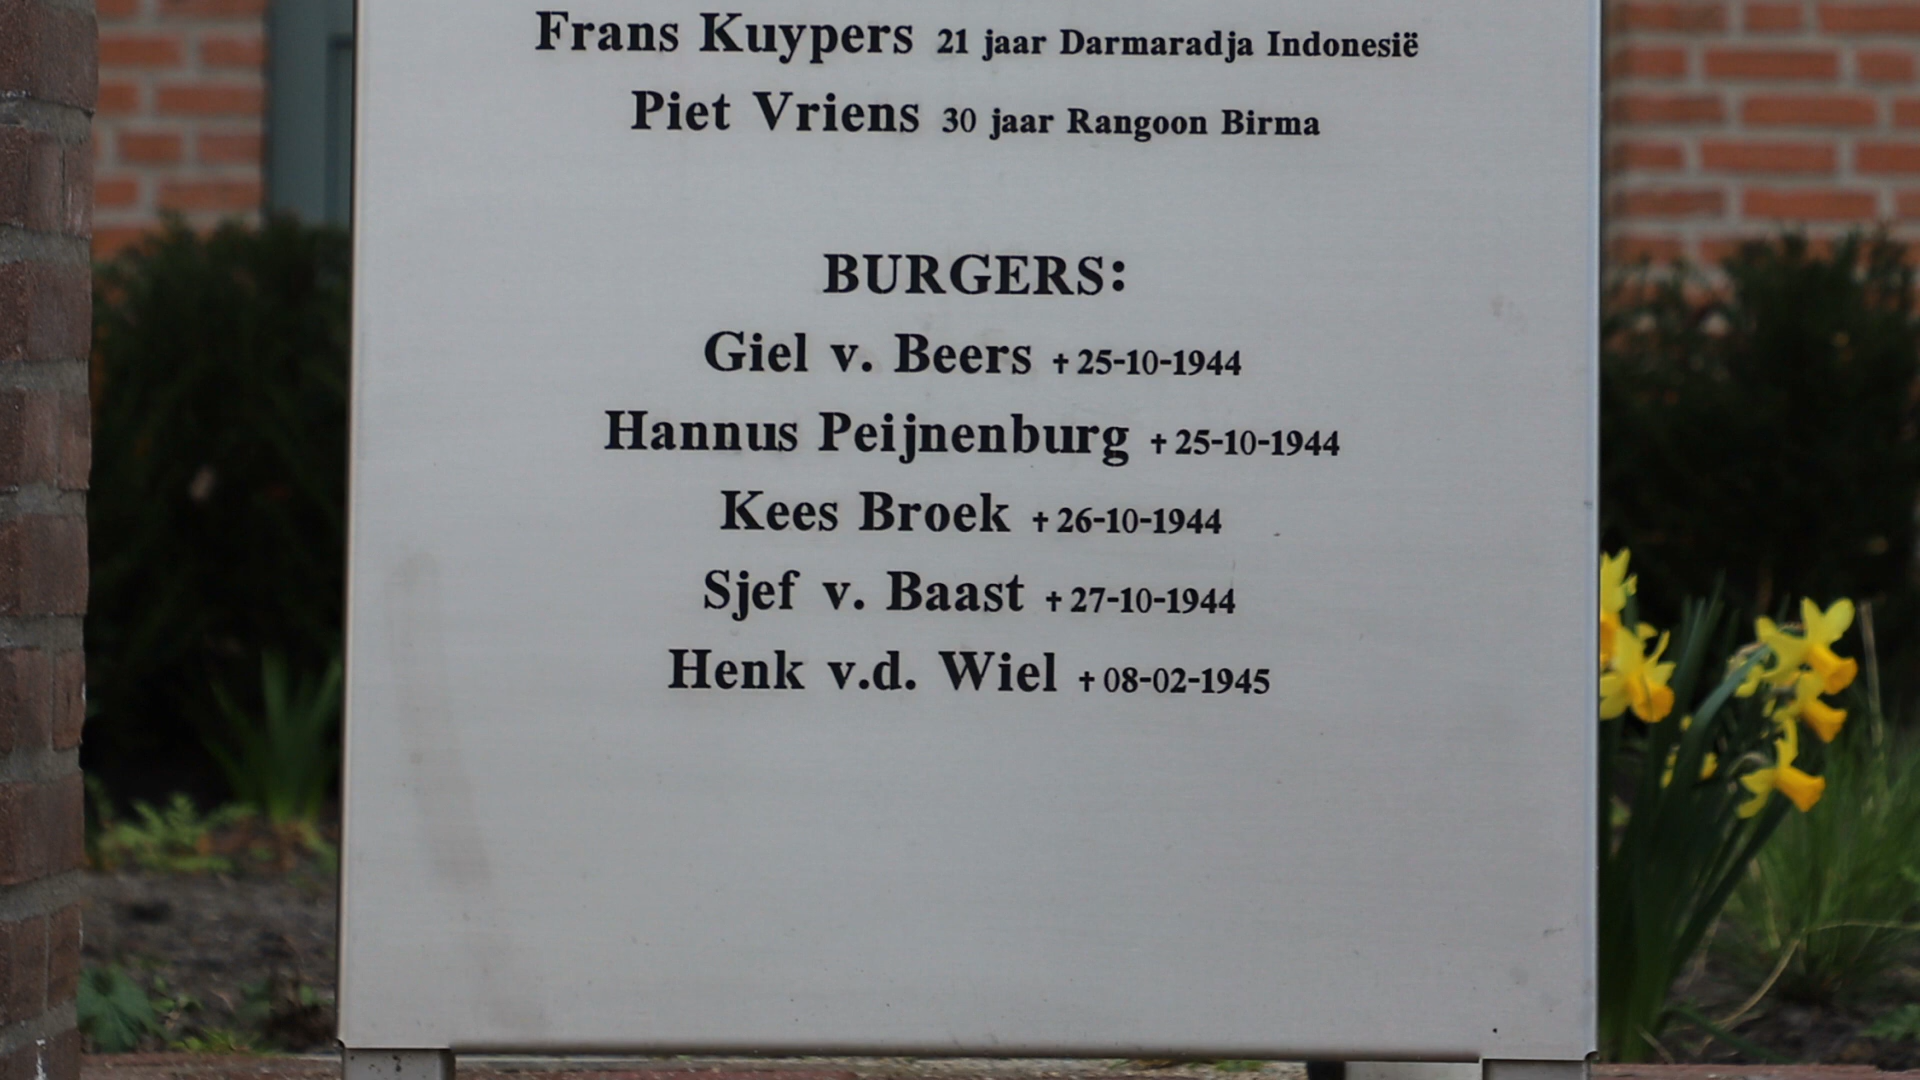 Frans Kuypers 21 jaar Darmaradja Indonesië
Piet Vriens 30 jaar Rangoon Birma
BURGERS:
Giel v. Beers ✝ 25-10-1944
Hannus Peijnenburg ✝ 25-10-1944
Kees Broek ✝ 26-10-1944
Sjef v. Baast ✝ 27-10-1944
Henk v.d. Wiel ✝ 08-02-1945